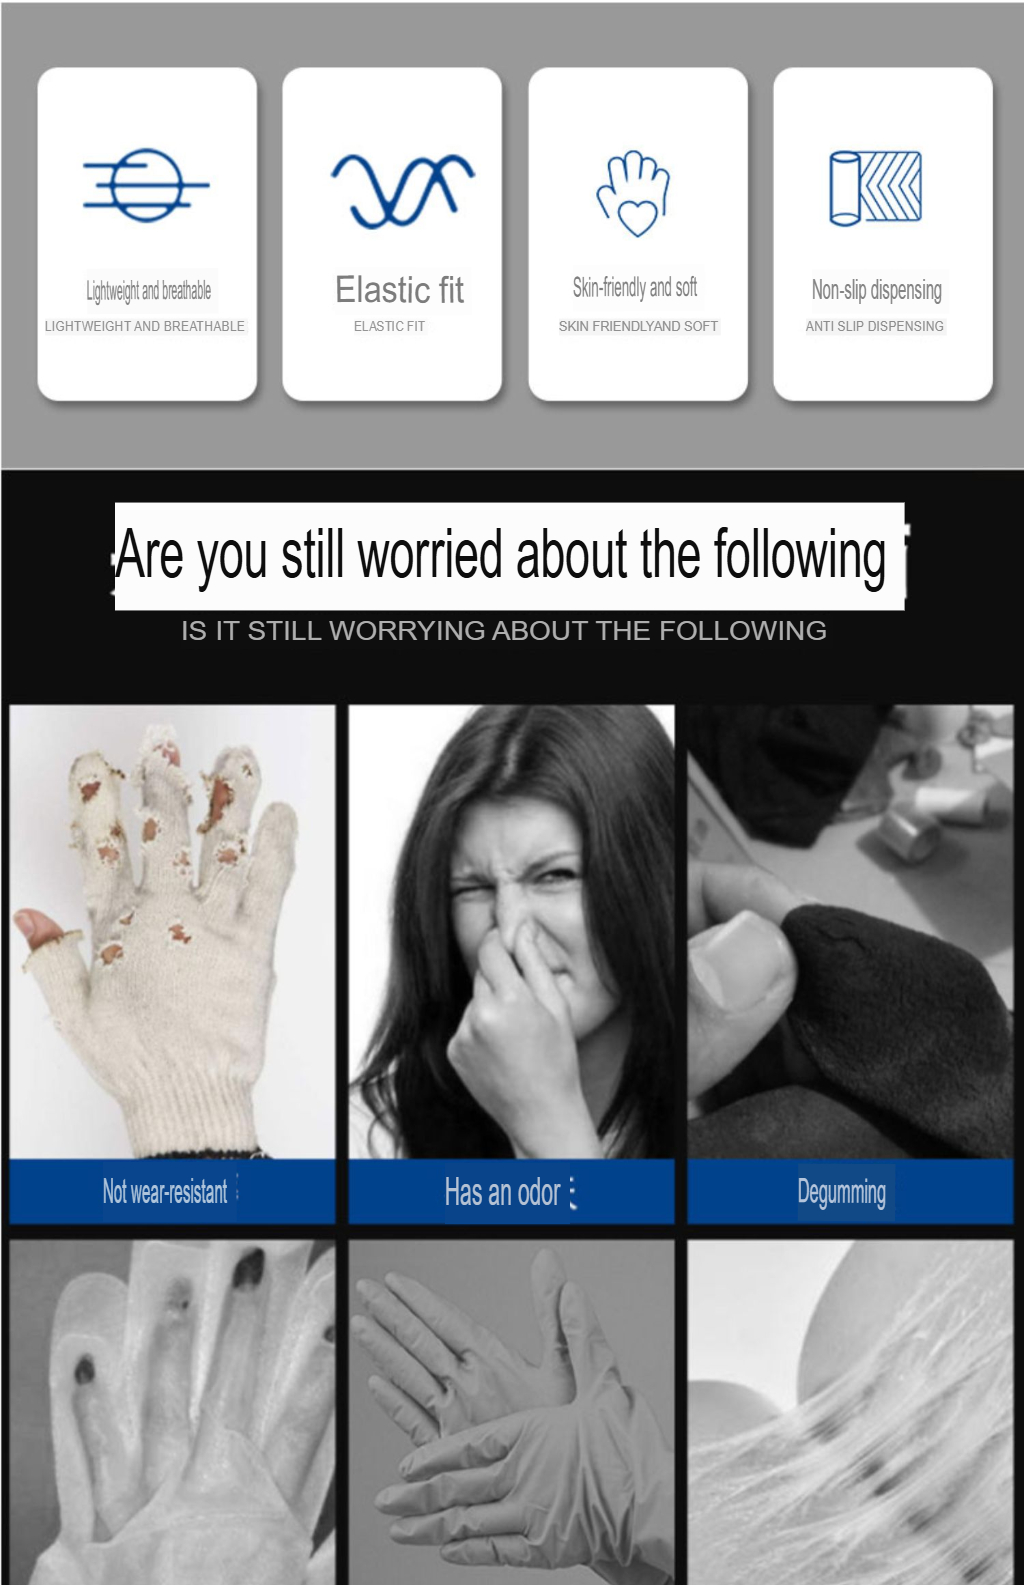 Lightweight and breathable
LIGHTWEIGHT AND BREATHABLE
Elastic fit
ELASTIC FIT
Skin-friendly and soft
SKIN FRIENDLYAND SOFT
Non-slip dispensing
ANTI SLIP DISPENSING
Are you still worried about the following
IS IT STILL WORRYING ABOUT THE FOLLOWING
Not wear-resistant
Has an odor
Degumming